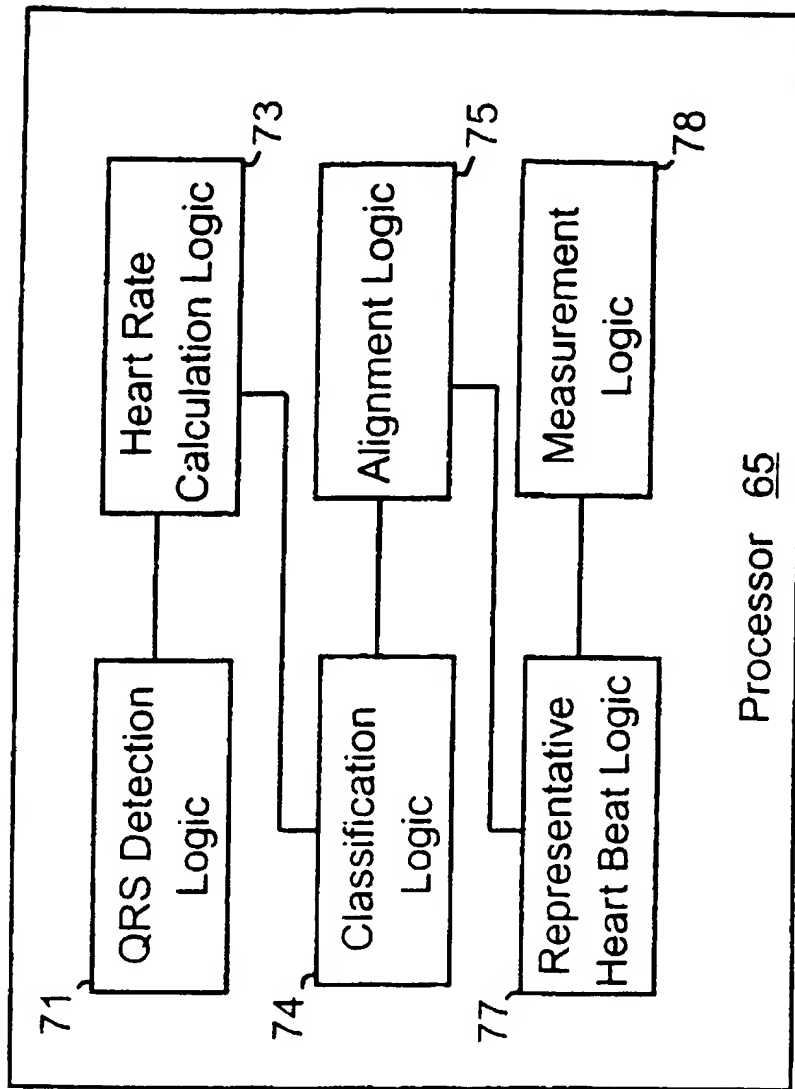 71
QRS Detection
Logic
Heart Rate
Calculation Logic
73
74
Classification
Logic
Alignment Logic
75
77
Representative
Heart Beat Logic
Measurement
Logic
78
Processor 65